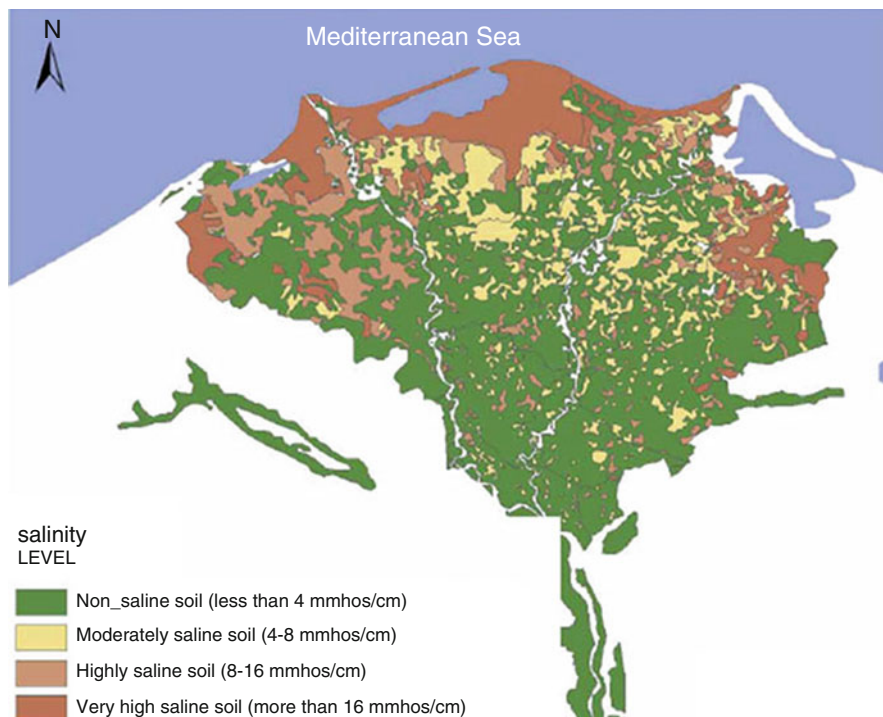 Mediterranean Sea
N
salinity
LEVEL
Non_saline soil (less than 4 mmhos/cm)
Moderately saline soil (4-8 mmhos/cm)
Highly saline soil (8-16 mmhos/cm)
Very high saline soil (more than 16 mmhos/cm)